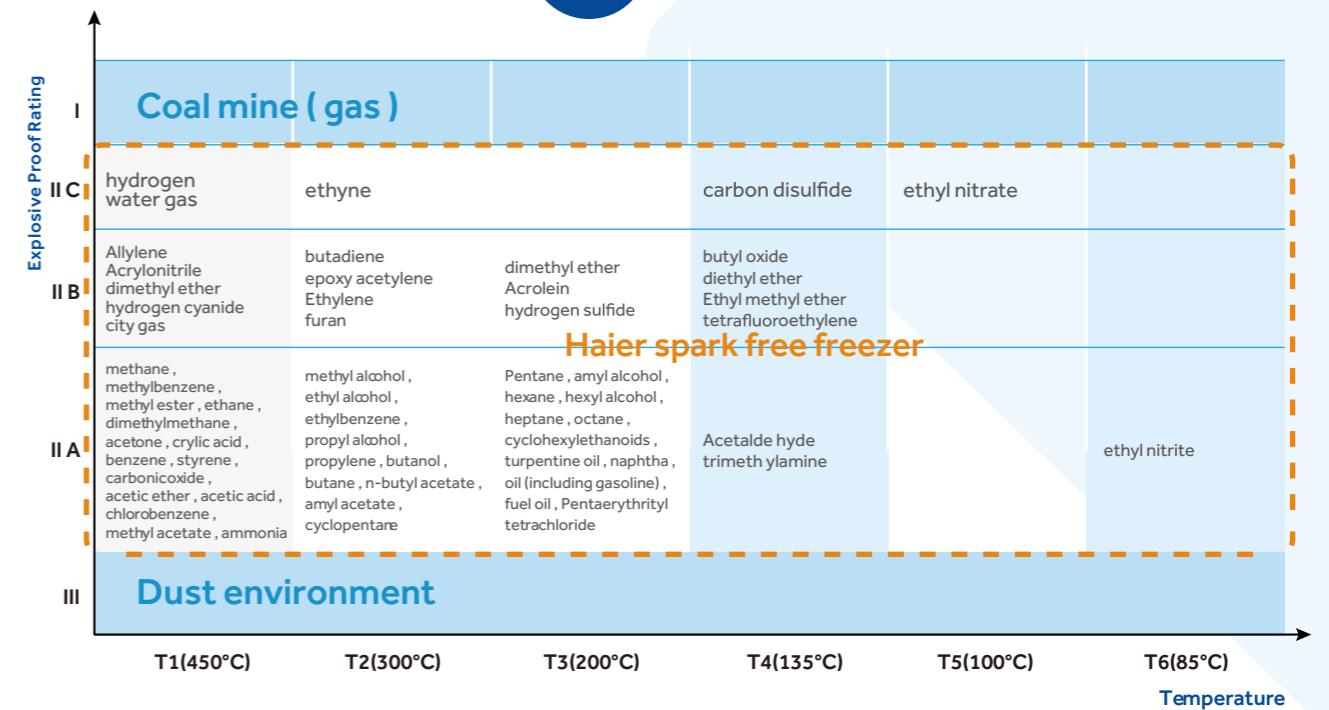 Explosive Proof Rating
I
Coal mine ( gas )
II C
hydrogen
water gas
ethyne
carbon disulfide
ethyl nitrate
II B
Allylene
Acrylonitrile
dimethyl ether
hydrogen cyanide
city gas
butadiene
epoxy acetylene
Ethylene
furan
dimethyl ether
Acrolein
hydrogen sulfide
butyl oxide
diethyl ether
Ethyl methyl ether
tetrafluoroethylene
Haier spark free freezer
II A
methane ,
methylbenzene ,
methyl ester , ethane ,
dimethylmethane ,
acetone , crylic acid ,
benzene , styrene ,
carbonicoxide ,
acetic ether , acetic acid ,
chlorobenzene ,
methyl acetate , ammonia
methyl alcohol ,
ethyl alcohol ,
ethylbenzene ,
propyl alcohol ,
propylene , butanol ,
butane , n-butyl acetate ,
amyl acetate ,
cyclopentane
Pentane , amyl alcohol ,
hexane , hexyl alcohol ,
heptane , octane ,
cyclohexylethanoids ,
turpentine oil , naphtha ,
oil (including gasoline) ,
fuel oil , Pentaerythrityl
tetrachloride
Acetalde hyde
trimeth ylamine
ethyl nitrite
III
Dust environment
T1(450°C)
T2(300°C)
T3(200°C)
T4(135°C)
T5(100°C)
T6(85°C)
Temperature